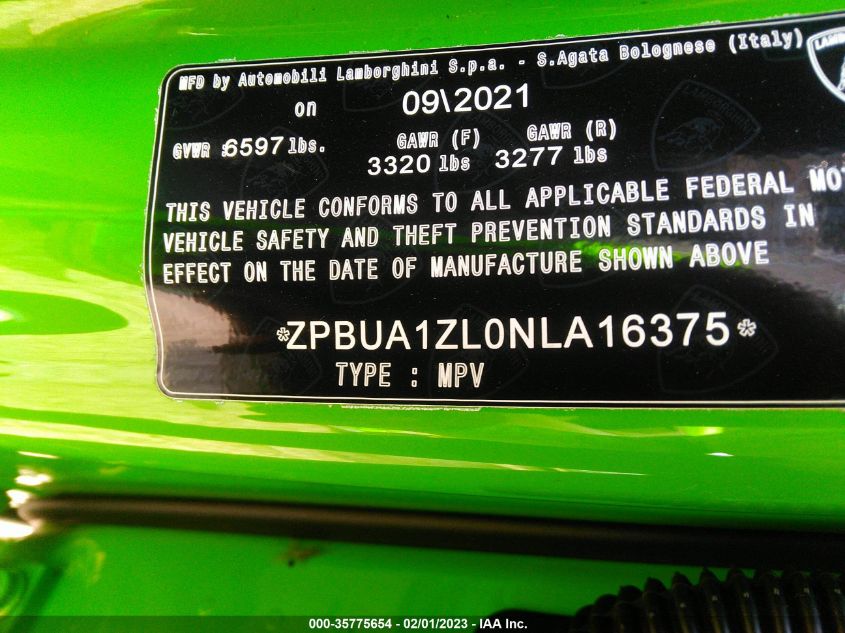 MFD by Automobili Lamborghini S.p.a. - S.Agata Bolognese (Italy)
on 09\2021
GVWR :6597 lbs. GAWR (F) GAWR (R)
3320 lbs 3277 lbs
THIS VEHICLE CONFORMS TO ALL APPLICABLE FEDERAL MOT
VEHICLE SAFETY AND THEFT PREVENTION STANDARDS IN
EFFECT ON THE DATE OF MANUFACTURE SHOWN ABOVE
*ZPBUA1ZL0NLA16375*
TYPE : MPV
000-35775654 - 02/01/2023 - IAA Inc.